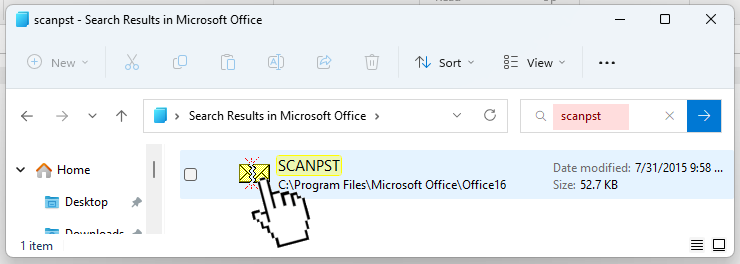 scanpst - Search Results in Microsoft Office
New
Sort
View
Search Results in Microsoft Office
scanpst
Home
SCANPST
Date modified: 7/31/2015 9:58 ...
C:\Program Files\Microsoft Office\Office16
Size: 52.7 KB
Desktop
Downloads
1 item